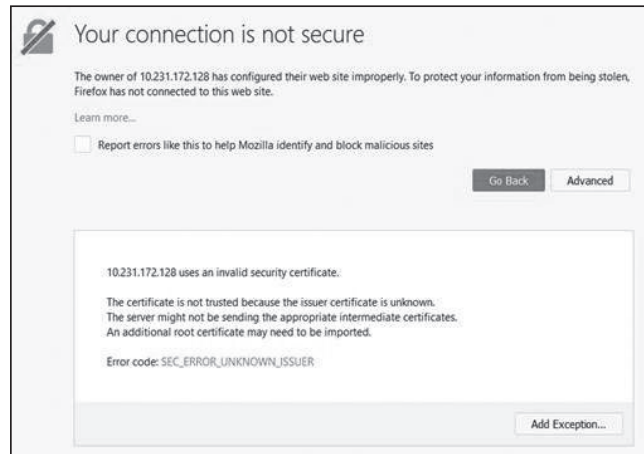 Your connection is not secure
The owner of 10.231.172.128 has configured their web site improperly. To protect your information from being stolen,
Firefox has not connected to this web site.
Learn more...
Report errors like this to help Mozilla identify and block malicious sites
Go Back
Advanced
10.231.172.128 uses an invalid security certificate.
The certificate is not trusted because the issuer certificate is unknown.
The server might not be sending the appropriate intermediate certificates.
An additional root certificate may need to be imported.
Error code: SEC_ERROR_UNKNOWN_ISSUER
Add Exception...